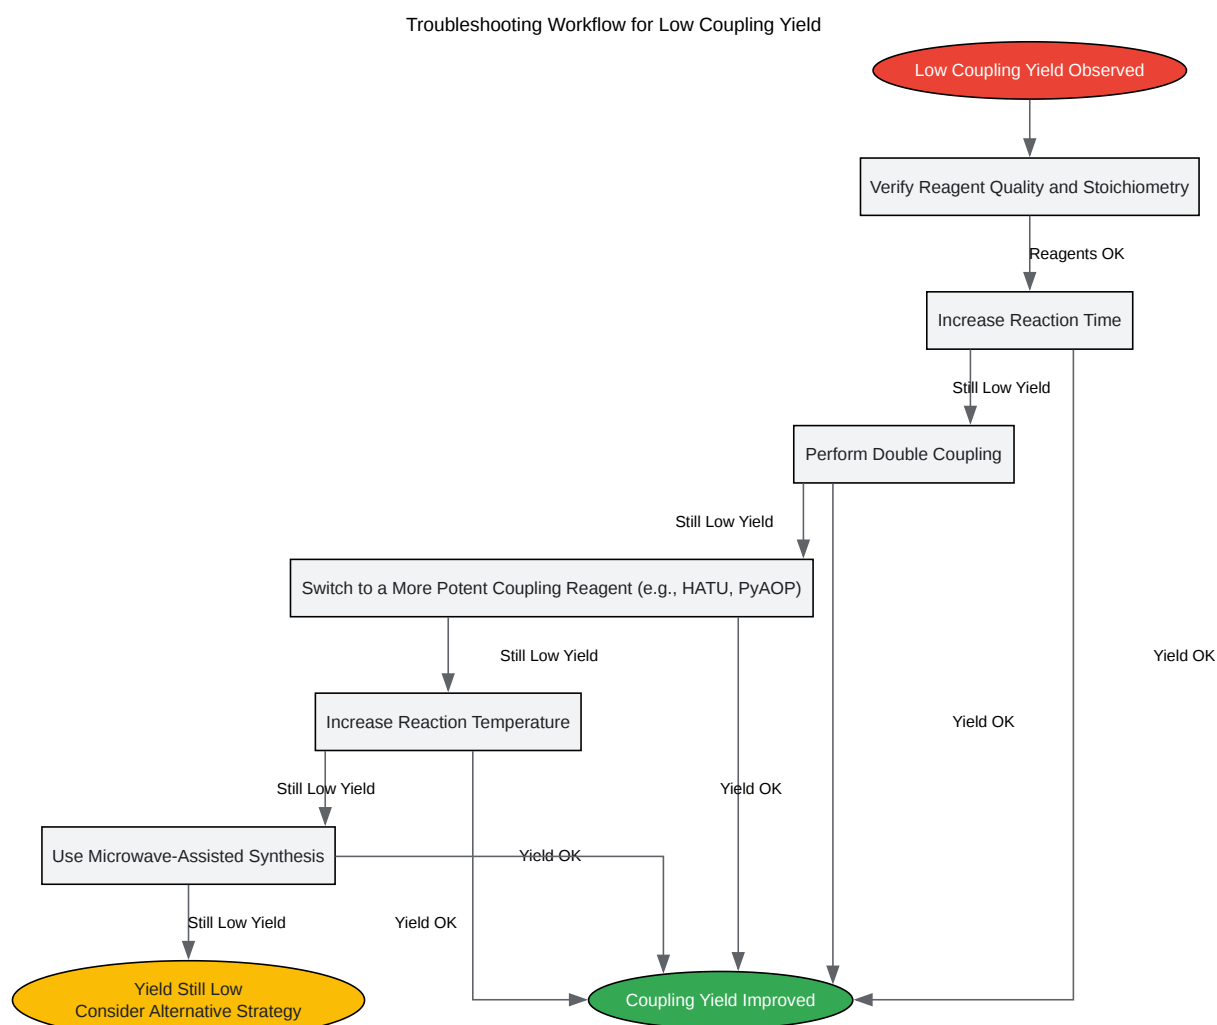 Troubleshooting Workflow for Low Coupling Yield
Low Coupling Yield Observed
Verify Reagent Quality and Stoichiometry
Reagents OK
Increase Reaction Time
Still Low Yield
Perform Double Coupling
Still Low Yield
Switch to a More Potent Coupling Reagent (e.g., HATU, PyAOP)
Still Low Yield
Yield OK
Increase Reaction Temperature
Yield OK
Still Low Yield
Yield OK
Use Microwave-Assisted Synthesis
Yield OK
Still Low Yield
Yield OK
Yield Still Low
Consider Alternative Strategy
Coupling Yield Improved